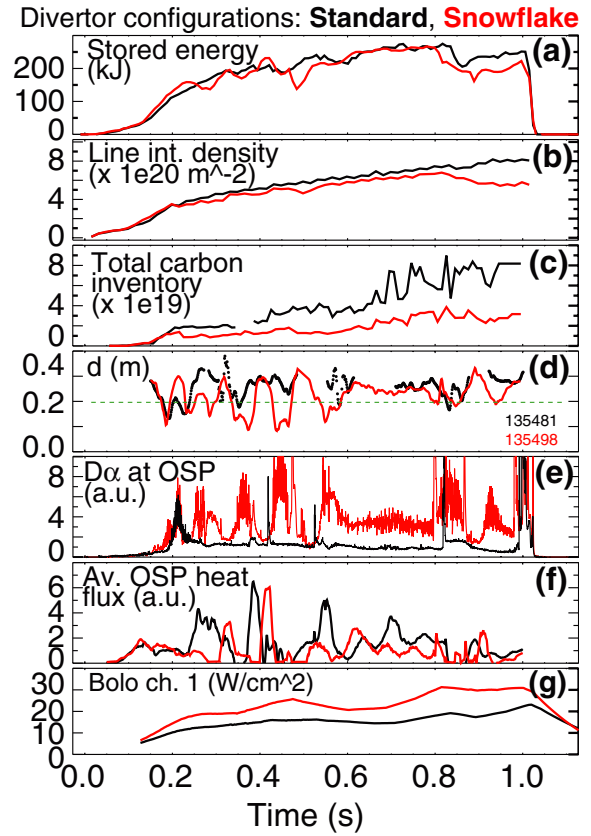 Divertor configurations: Standard, Snowflake
Stored energy (a)
(kJ)
200
100
0
Line int. density (b)
(x 1e20 m^-2)
8
4
0
Total carbon (c)
inventory
(x 1e19)
8
4
0
d (m) (d)
0.4
0.2
0.0
135481
135498
Dα at OSP (e)
(a.u.)
8
4
0
Av. OSP heat (f)
flux (a.u.)
6
4
2
0
Bolo ch. 1 (W/cm^2) (g)
30
20
10
0
0.0 0.2 0.4 0.6 0.8 1.0
Time (s)